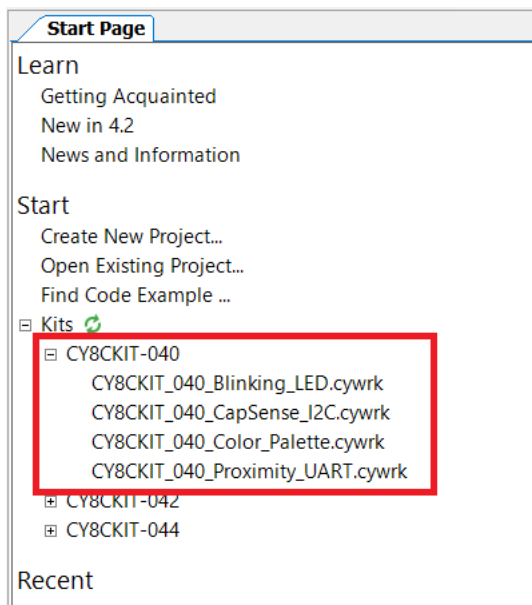 Start Page
Learn
Getting Acquainted
New in 4.2
News and Information
Start
Create New Project...
Open Existing Project...
Find Code Example ...
Kits
CY8CKIT-040
CY8CKIT_040_Blinking_LED.cywrk
CY8CKIT_040_CapSense_I2C.cywrk
CY8CKIT_040_Color_Palette.cywrk
CY8CKIT_040_Proximity_UART.cywrk
CY8CKIT-042
CY8CKIT-044
Recent